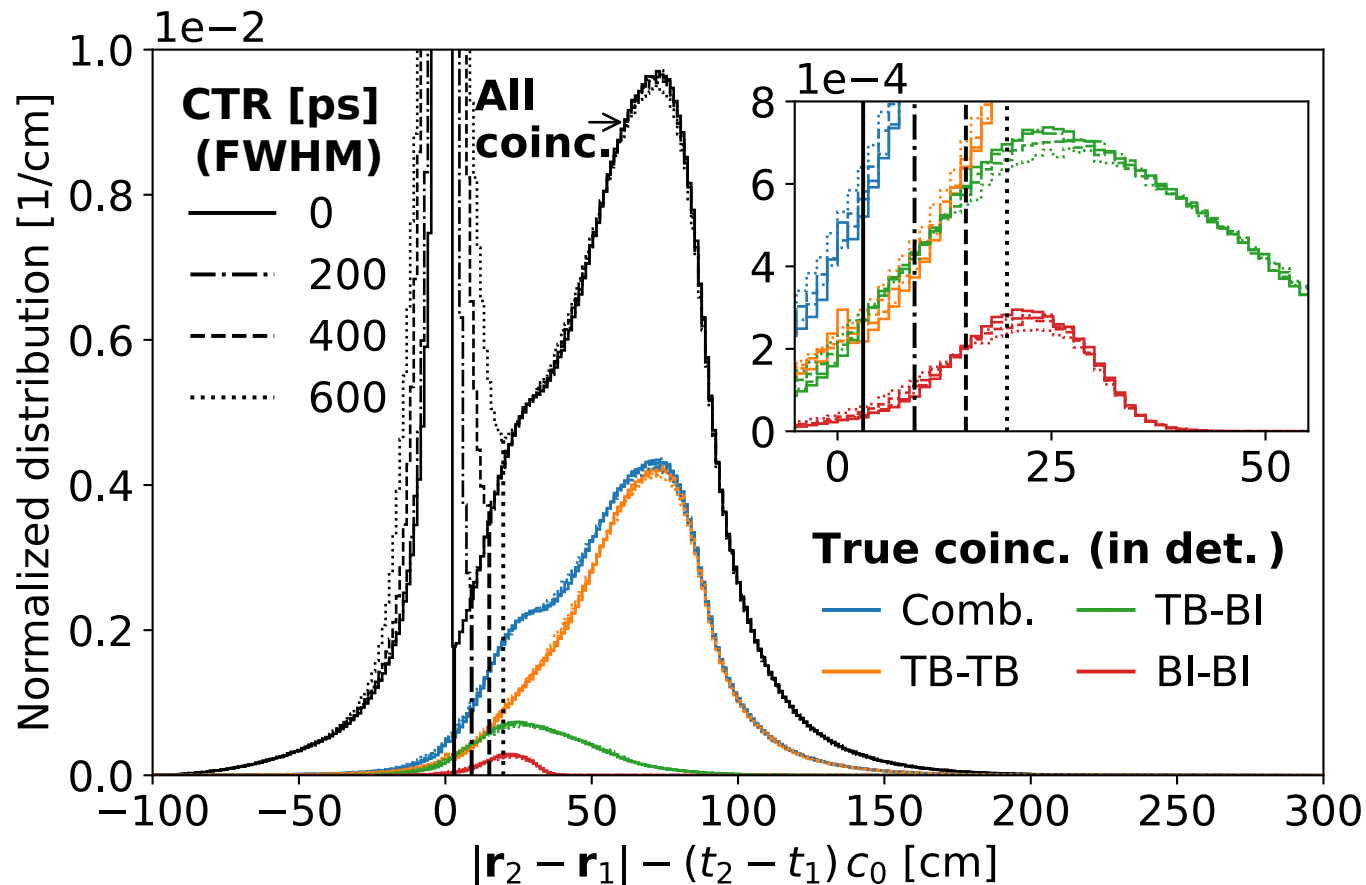 1e−2
Normalized distribution [1/cm]
1.0
0.8
0.6
0.4
0.2
0.0
−100
−50
0
50
100
150
200
250
300
|r₂ − r₁| − (t₂ − t₁) c₀ [cm]
CTR [ps]
(FWHM)
0
200
400
600
All
coinc.
1e−4
8
6
4
2
0
0
25
50
True coinc. (in det.)
Comb.
TB-BI
TB-TB
BI-BI